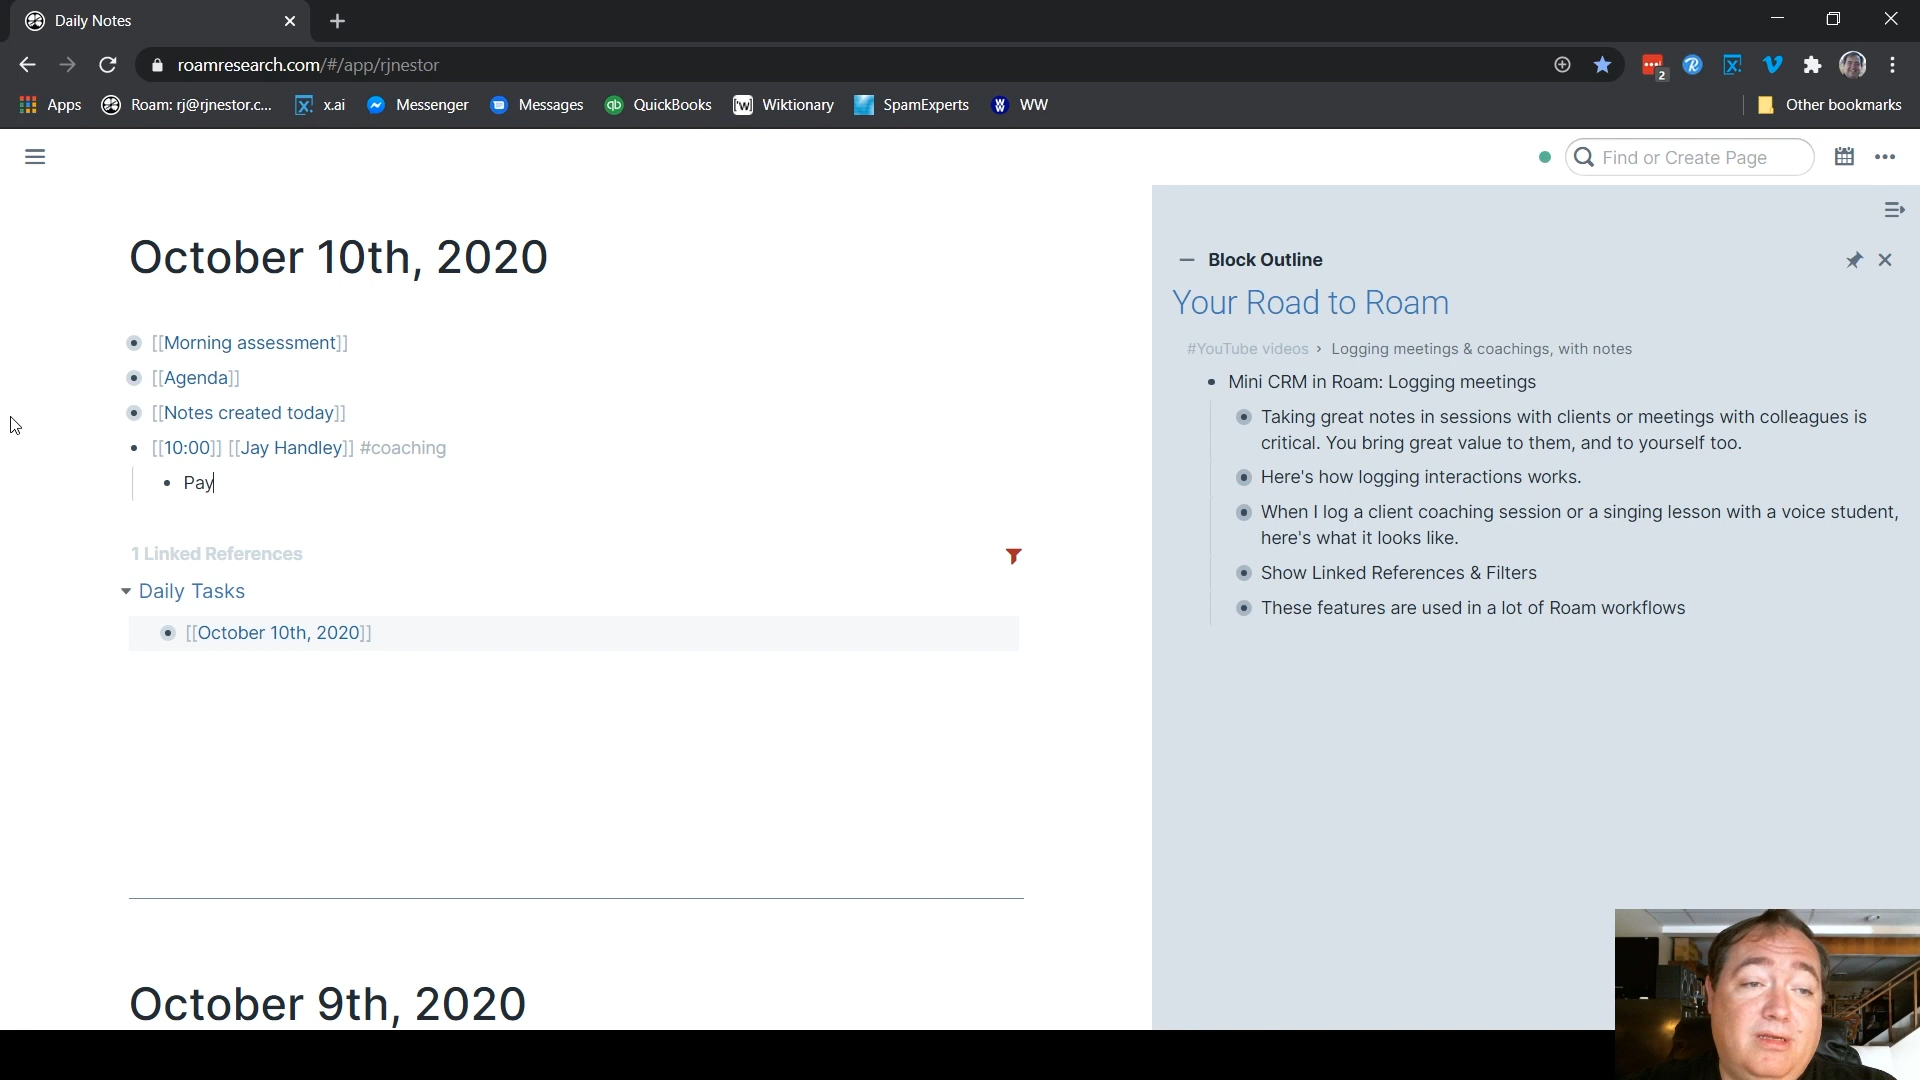 Daily Notes
roamresearch.com/#/app/rjnestor
2
Apps
Roam: rj@rjnestor.c...
x.ai
Messenger
Messages
QuickBooks
Wiktionary
SpamExperts
WW
Other bookmarks
Find or Create Page
October 10th, 2020
[[Morning assessment]]
[[Agenda]]
[[Notes created today]]
[[10:00]] [[Jay Handley]] #coaching
Pay
1 Linked References
Daily Tasks
[[October 10th, 2020]]
October 9th, 2020
Block Outline
Your Road to Roam
#YouTube videos › Logging meetings & coachings, with notes
Mini CRM in Roam: Logging meetings
Taking great notes in sessions with clients or meetings with colleagues is
critical. You bring great value to them, and to yourself too.
Here's how logging interactions works.
When I log a client coaching session or a singing lesson with a voice student,
here's what it looks like.
Show Linked References & Filters
These features are used in a lot of Roam workflows